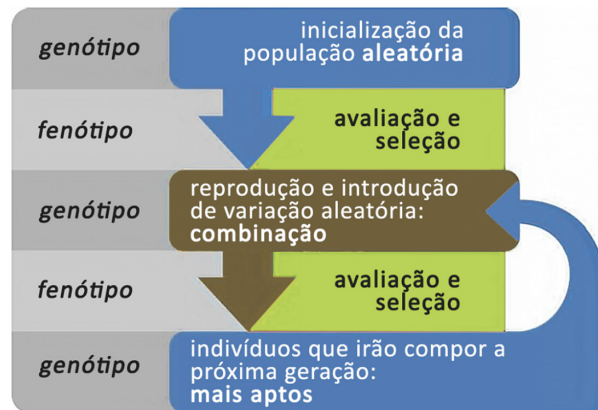 genótipo
inicialização da
população aleatória
fenótipo
avaliação e
seleção
genótipo
reprodução e introdução
de variação aleatória:
combinação
fenótipo
avaliação e
seleção
genótipo
indivíduos que irão compor a
próxima geração:
mais aptos